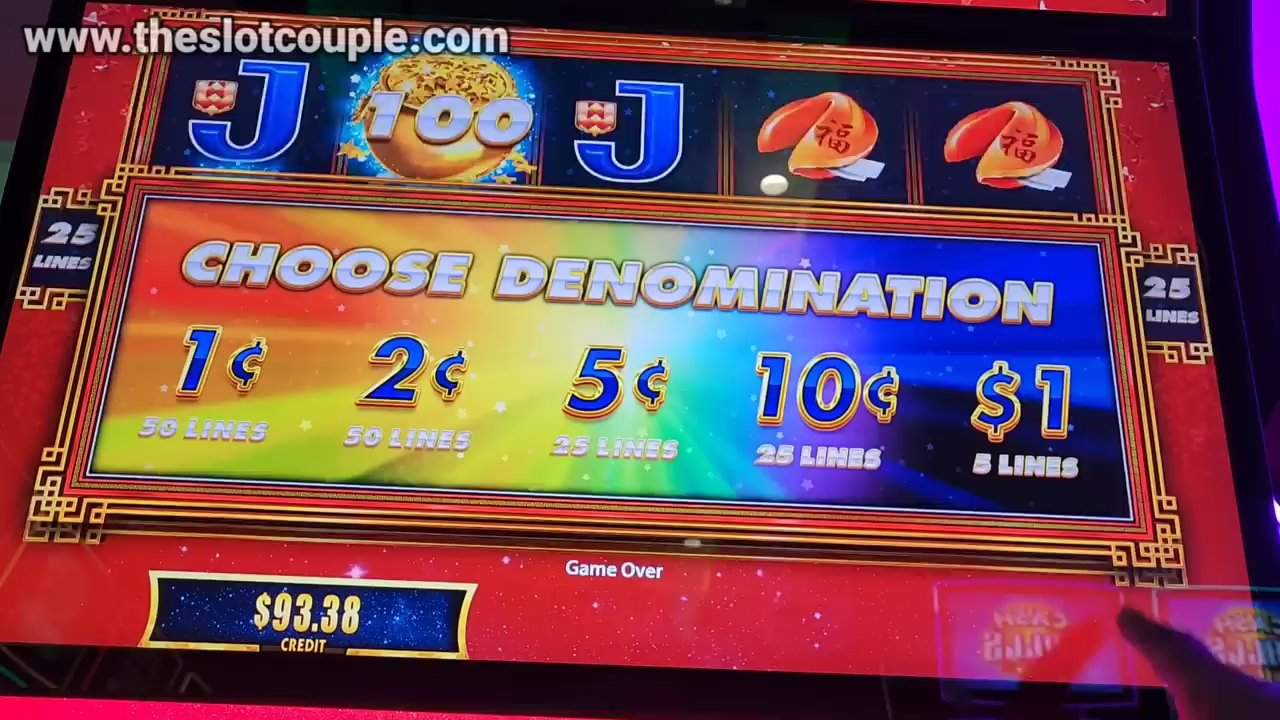 www.theslotcouple.com
J 100 J 福 福
25 LINES
25 LINES
CHOOSE DENOMINATION
1¢ 2¢ 5¢ 10¢ $1
50 LINES 50 LINES 25 LINES 25 LINES 5 LINES
Game Over
$93.38
CREDIT